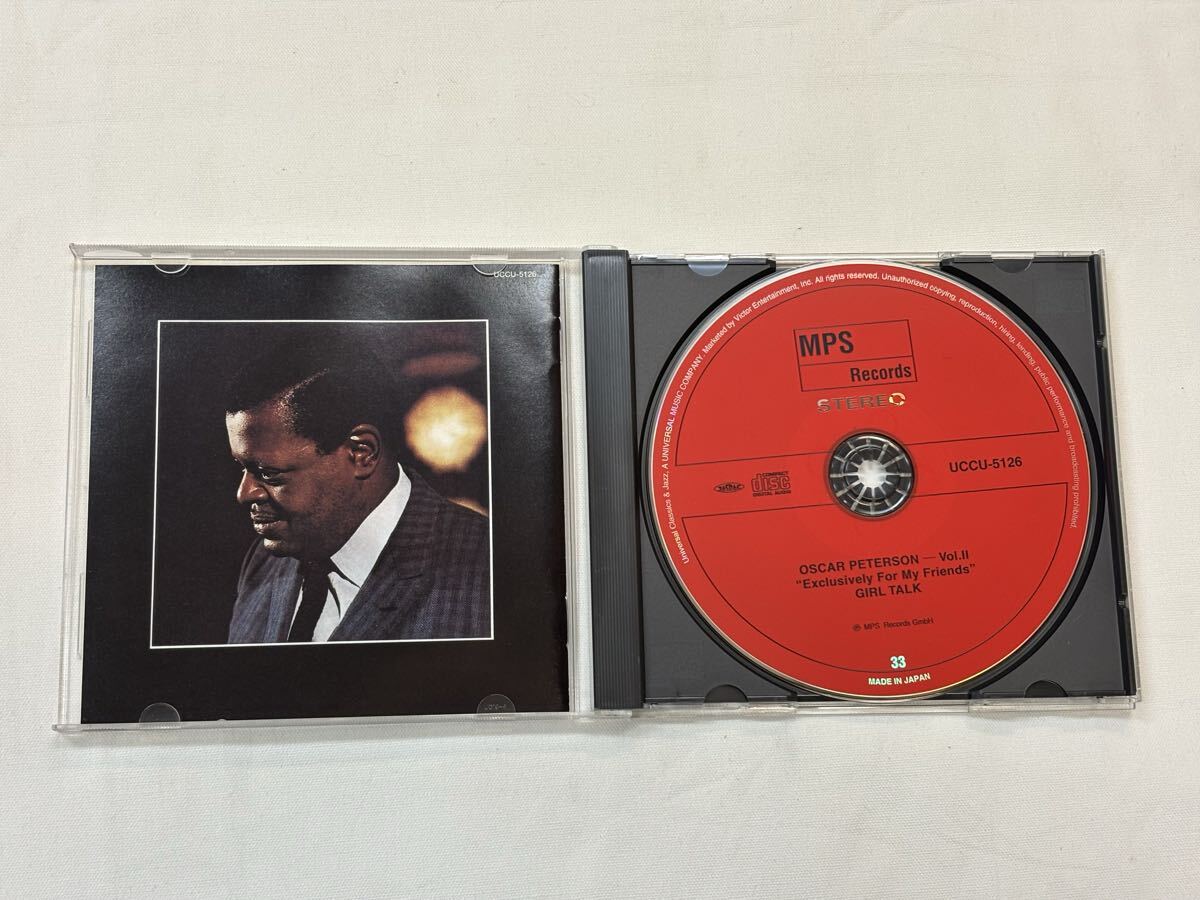 UCCU-5126
Universal Classics & Jazz, A UNIVERSAL MUSIC COMPANY. Marketed by Victor Entertainment, Inc. All rights reserved. Unauthorized copying, reproduction, hiring, lending, public performance and broadcasting prohibited.
MPS
Records
STEREO
COMPACT
disc
DIGITAL AUDIO
UCCU-5126
OSCAR PETERSON — Vol.II
“Exclusively For My Friends”
GIRL TALK
℗ MPS Records GmbH
33
MADE IN JAPAN